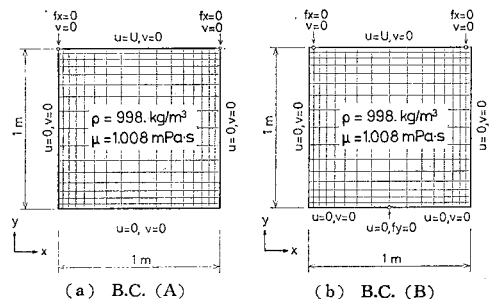 fx=0
v=0
fx=0
v=0
u=U, v=0
1 m
u=0, v=0
ρ = 998. kg/m³
μ = 1.008 mPa·s
u=0, v=0
u=0, v=0
y
x
1 m
(a) B.C. (A)
fx=0
v=0
fx=0
v=0
u=U, v=0
1 m
u=0, v=0
ρ = 998. kg/m³
μ = 1.008 mPa·s
u=0, v=0
u=0, v=0
u=0, v=0
u=0, fy=0
y
x
1 m
(b) B.C. (B)